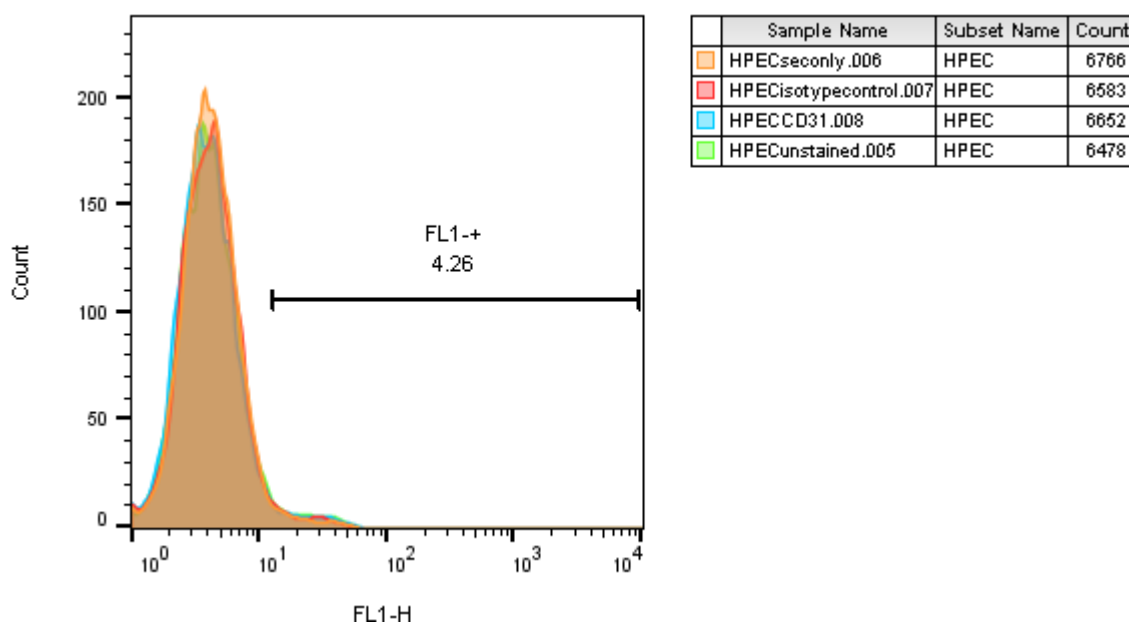 Sample Name Subset Name Count
HPECseconly.006 HPEC 6766
HPECisotypecontrol.007 HPEC 6583
HPECCD31.008 HPEC 6652
HPECunstained.005 HPEC 6478
200
150
100
50
0
Count
FL1-+
4.26
10^0 10^1 10^2 10^3 10^4
FL1-H